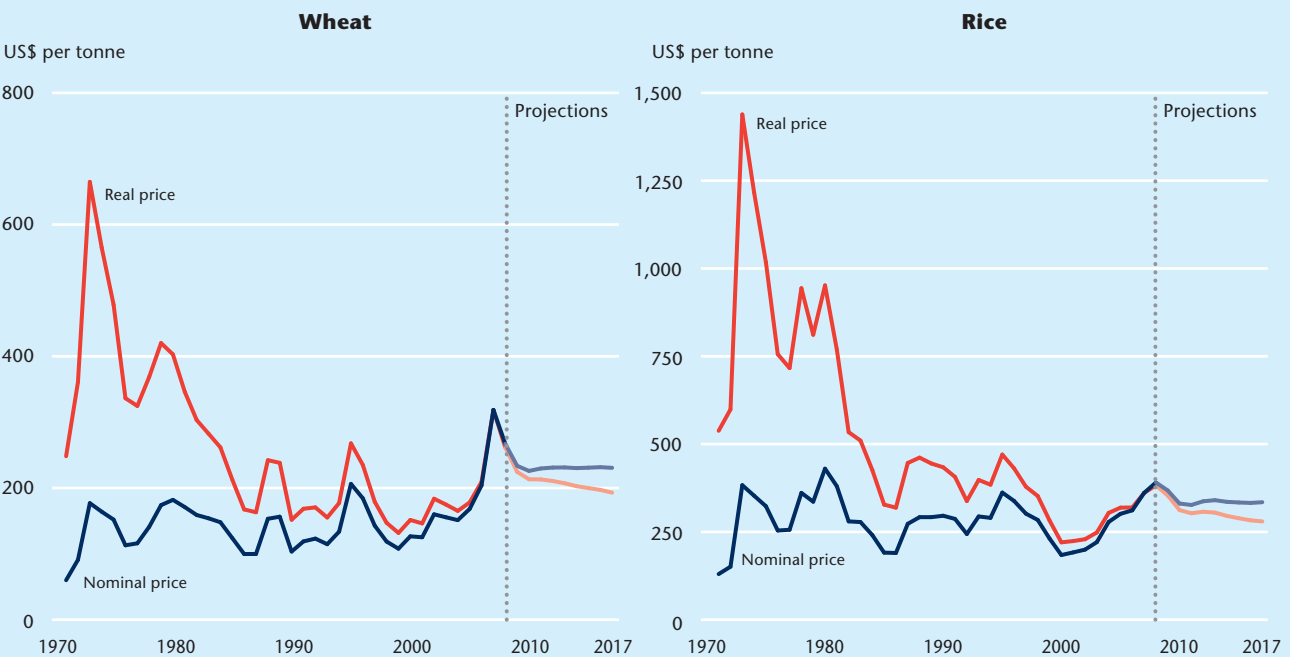 Wheat
US$ per tonne
800
600
400
200
0
Projections
Real price
Nominal price
1970 1980 1990 2000 2010 2017
Rice
US$ per tonne
1,500
1,250
1,000
750
500
250
0
Projections
Real price
Nominal price
1970 1980 1990 2000 2010 2017